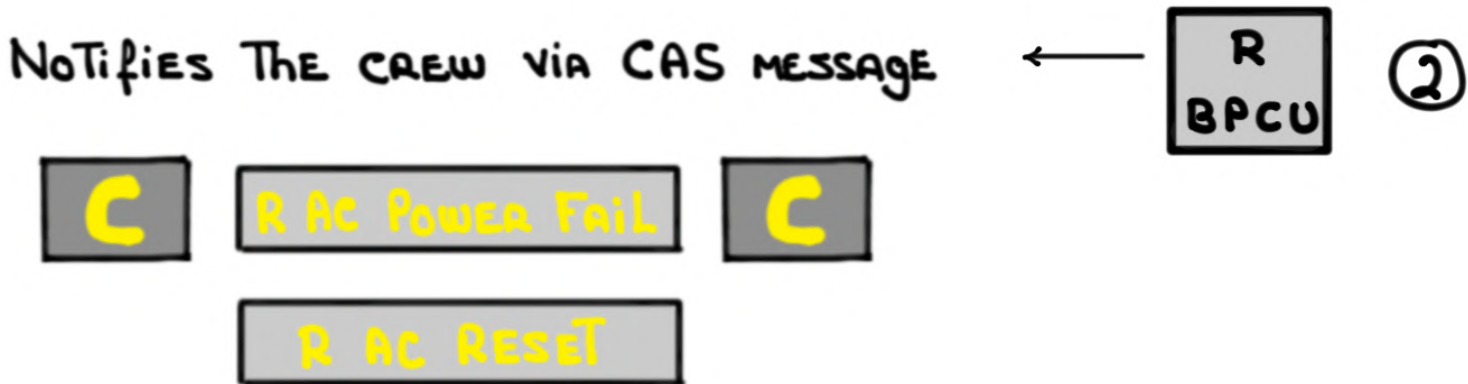 NoTifiES ThE CREW ViA CAS MESSAgE
R
BPCU
2
C
R AC PoWER FAiL
C
R AC RESET